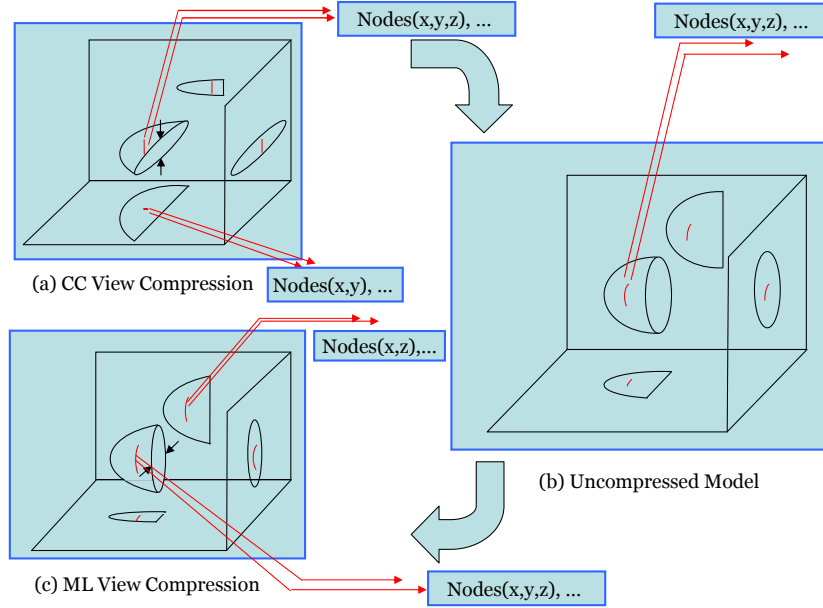 Nodes(x,y,z), ...
Nodes(x,y,z), ...
(a) CC View Compression
Nodes(x,y), ...
Nodes(x,z),...
(b) Uncompressed Model
(c) ML View Compression
Nodes(x,y,z), ...